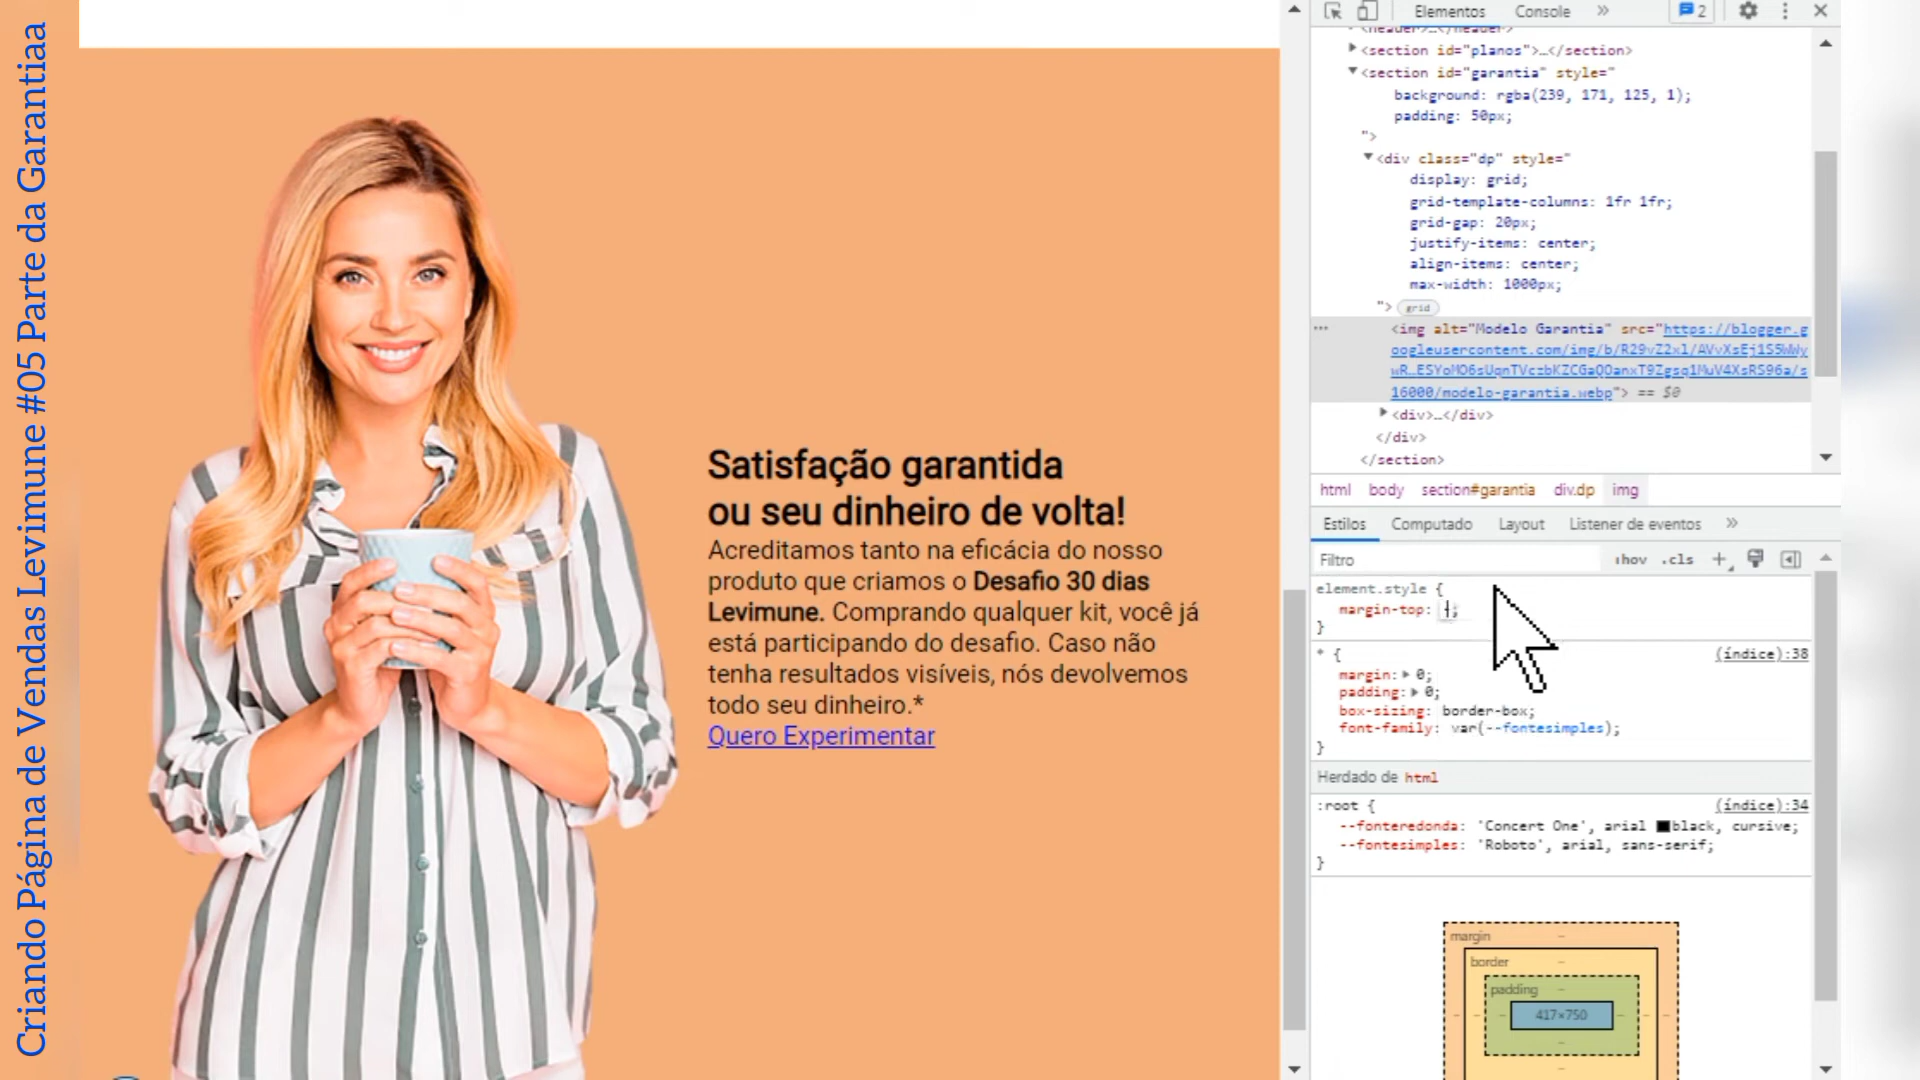 Criando Página de Vendas Levimune #05 Parte da Garantiaa
Satisfação garantida
ou seu dinheiro de volta!
Acreditamos tanto na eficácia do nosso
produto que criamos o Desafio 30 dias
Levimune. Comprando qualquer kit, você já
está participando do desafio. Caso não
tenha resultados visíveis, nós devolvemos
todo seu dinheiro.*
Quero Experimentar
Elementos Console » 2
<header>…</header>
<section id="planos">…</section>
<section id="garantia" style="
background: rgba(239, 171, 125, 1);
padding: 50px;
">
<div class="dp" style="
display: grid;
grid-template-columns: 1fr 1fr;
grid-gap: 20px;
justify-items: center;
align-items: center;
max-width: 1000px;
"> grid
<img alt="Modelo Garantia" src="https://blogger.g
oogleusercontent.com/img/b/R29vZ2xl/
16000/modelo-garantia.webp"> == $0
<div>…</div>
</div>
</section>
html body section#garantia div.dp img
Estilos Computado Layout Listener de eventos »
Filtro :hov .cls +
element.style {
margin-top: ;
}
* { (índice):38
margin: 0;
padding: 0;
box-sizing: border-box;
font-family: var(--fontesimples);
}
Herdado de html
:root { (índice):34
--fonteredonda: 'Concert One', arial black, cursive;
--fontesimples: 'Roboto', arial, sans-serif;
}
margin -
border -
padding -
- - - 417×750 - - -
-
-